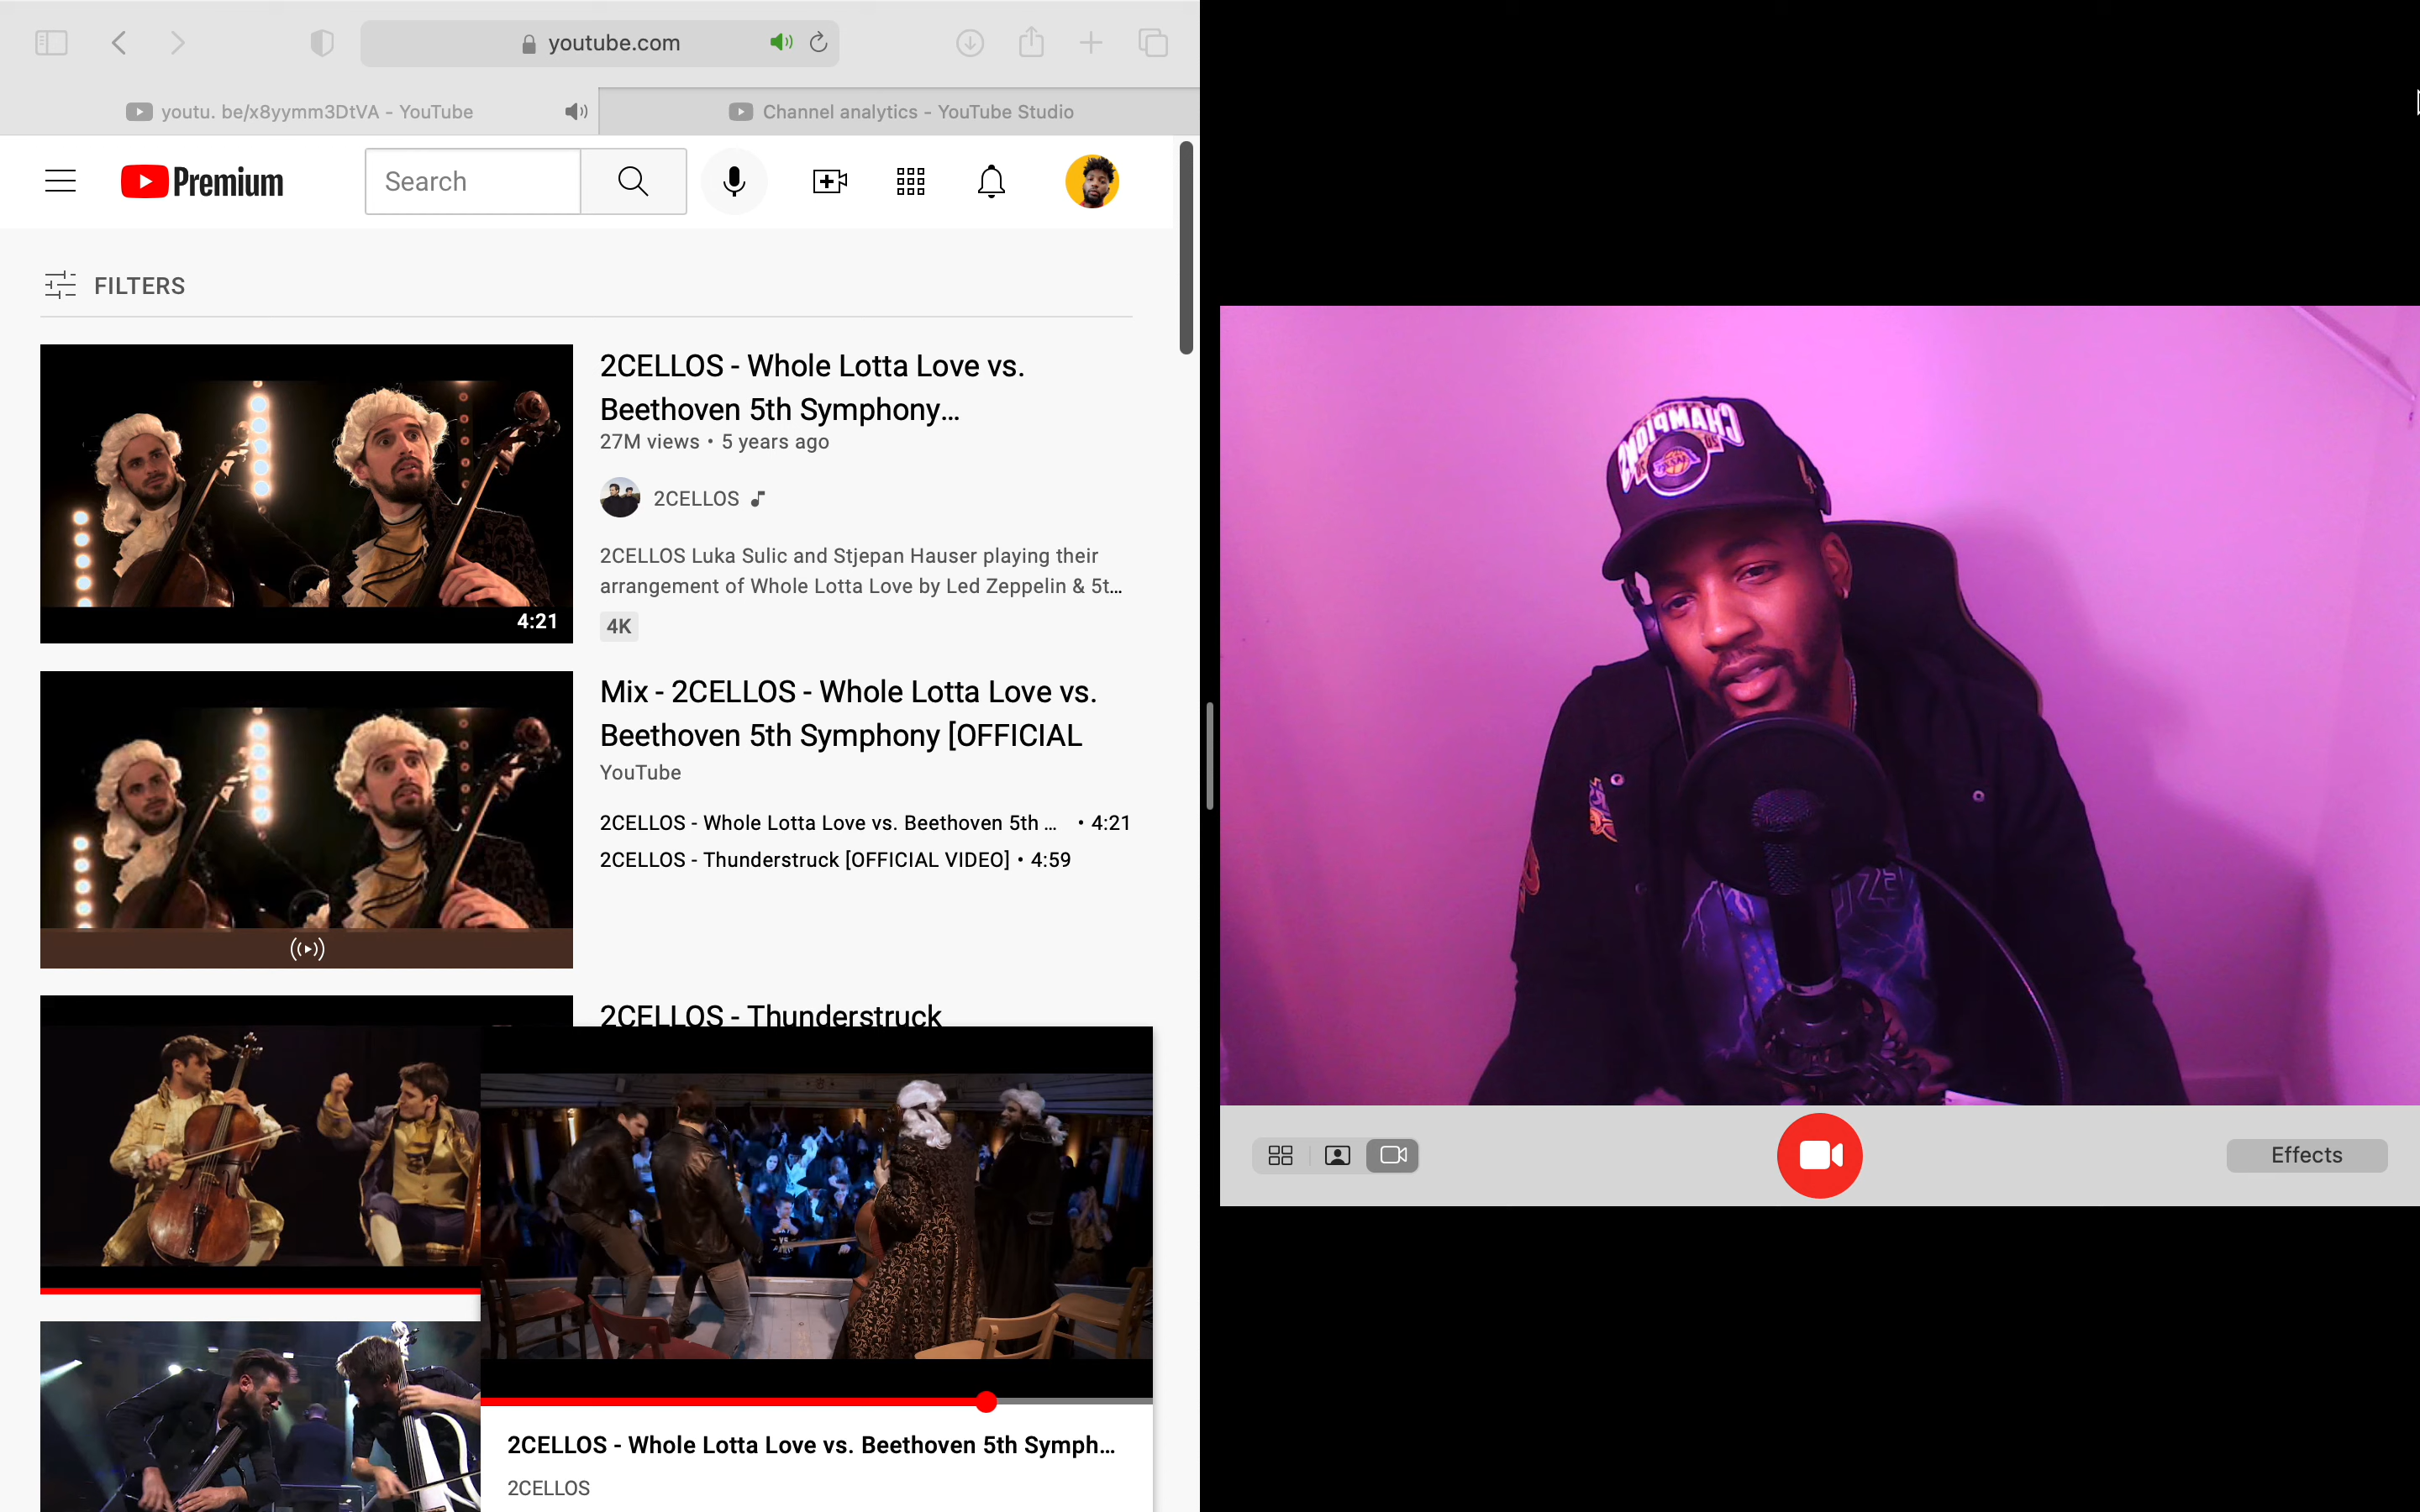 youtube.com
youtu. be/x8yymm3DtVA - YouTube
Channel analytics - YouTube Studio
Premium
Search
FILTERS
2CELLOS - Whole Lotta Love vs.
Beethoven 5th Symphony...
27M views • 5 years ago
2CELLOS
2CELLOS Luka Sulic and Stjepan Hauser playing their
arrangement of Whole Lotta Love by Led Zeppelin & 5t...
4K
4:21
Mix - 2CELLOS - Whole Lotta Love vs.
Beethoven 5th Symphony [OFFICIAL
YouTube
2CELLOS - Whole Lotta Love vs. Beethoven 5th ... • 4:21
2CELLOS - Thunderstruck [OFFICIAL VIDEO] • 4:59
2CELLOS - Thunderstruck
2CELLOS - Whole Lotta Love vs. Beethoven 5th Symph...
2CELLOS
CHAMPIONS
20
Effects